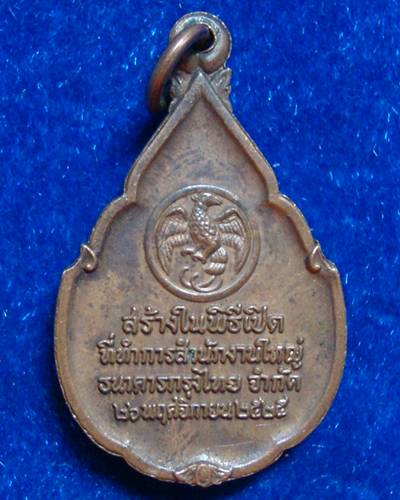 สร้างในพิธีเปิด
ที่ทำการสำนักงานใหญ่
ธนาคารกรุงไทย จำกัด
๒๑ พฤศจิกายน ๒๕๒๕